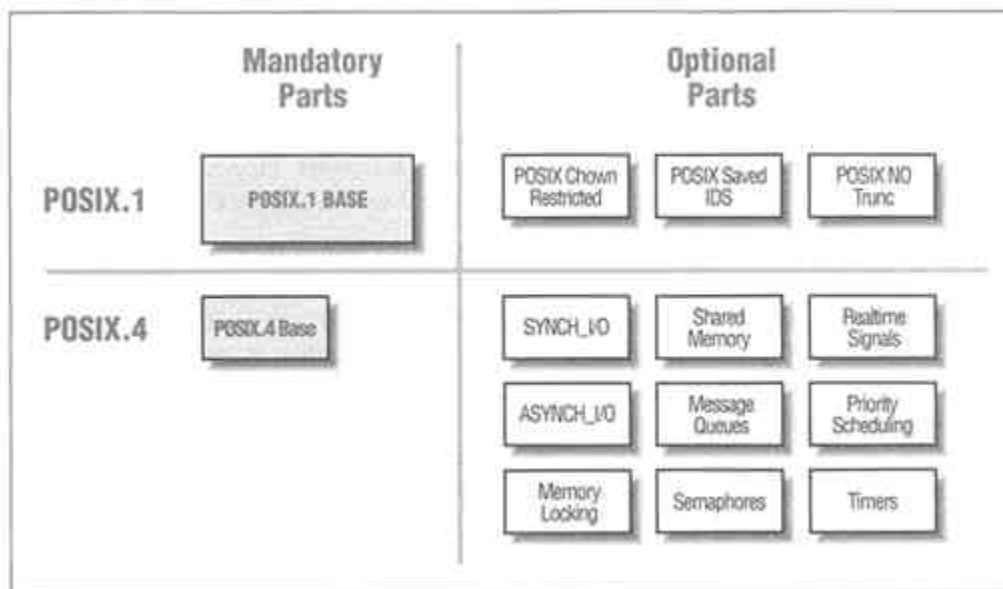 Mandatory
Parts
Optional
Parts
POSIX.1
POSIX.1 BASE
POSIX Chown
Restricted
POSIX Saved
IDS
POSIX NO
Trunc
POSIX.4
POSIX.4 Base
SYNCH_I/O
Shared
Memory
Realtime
Signals
ASYNCH_I/O
Message
Queues
Priority
Scheduling
Memory
Locking
Semaphores
Timers